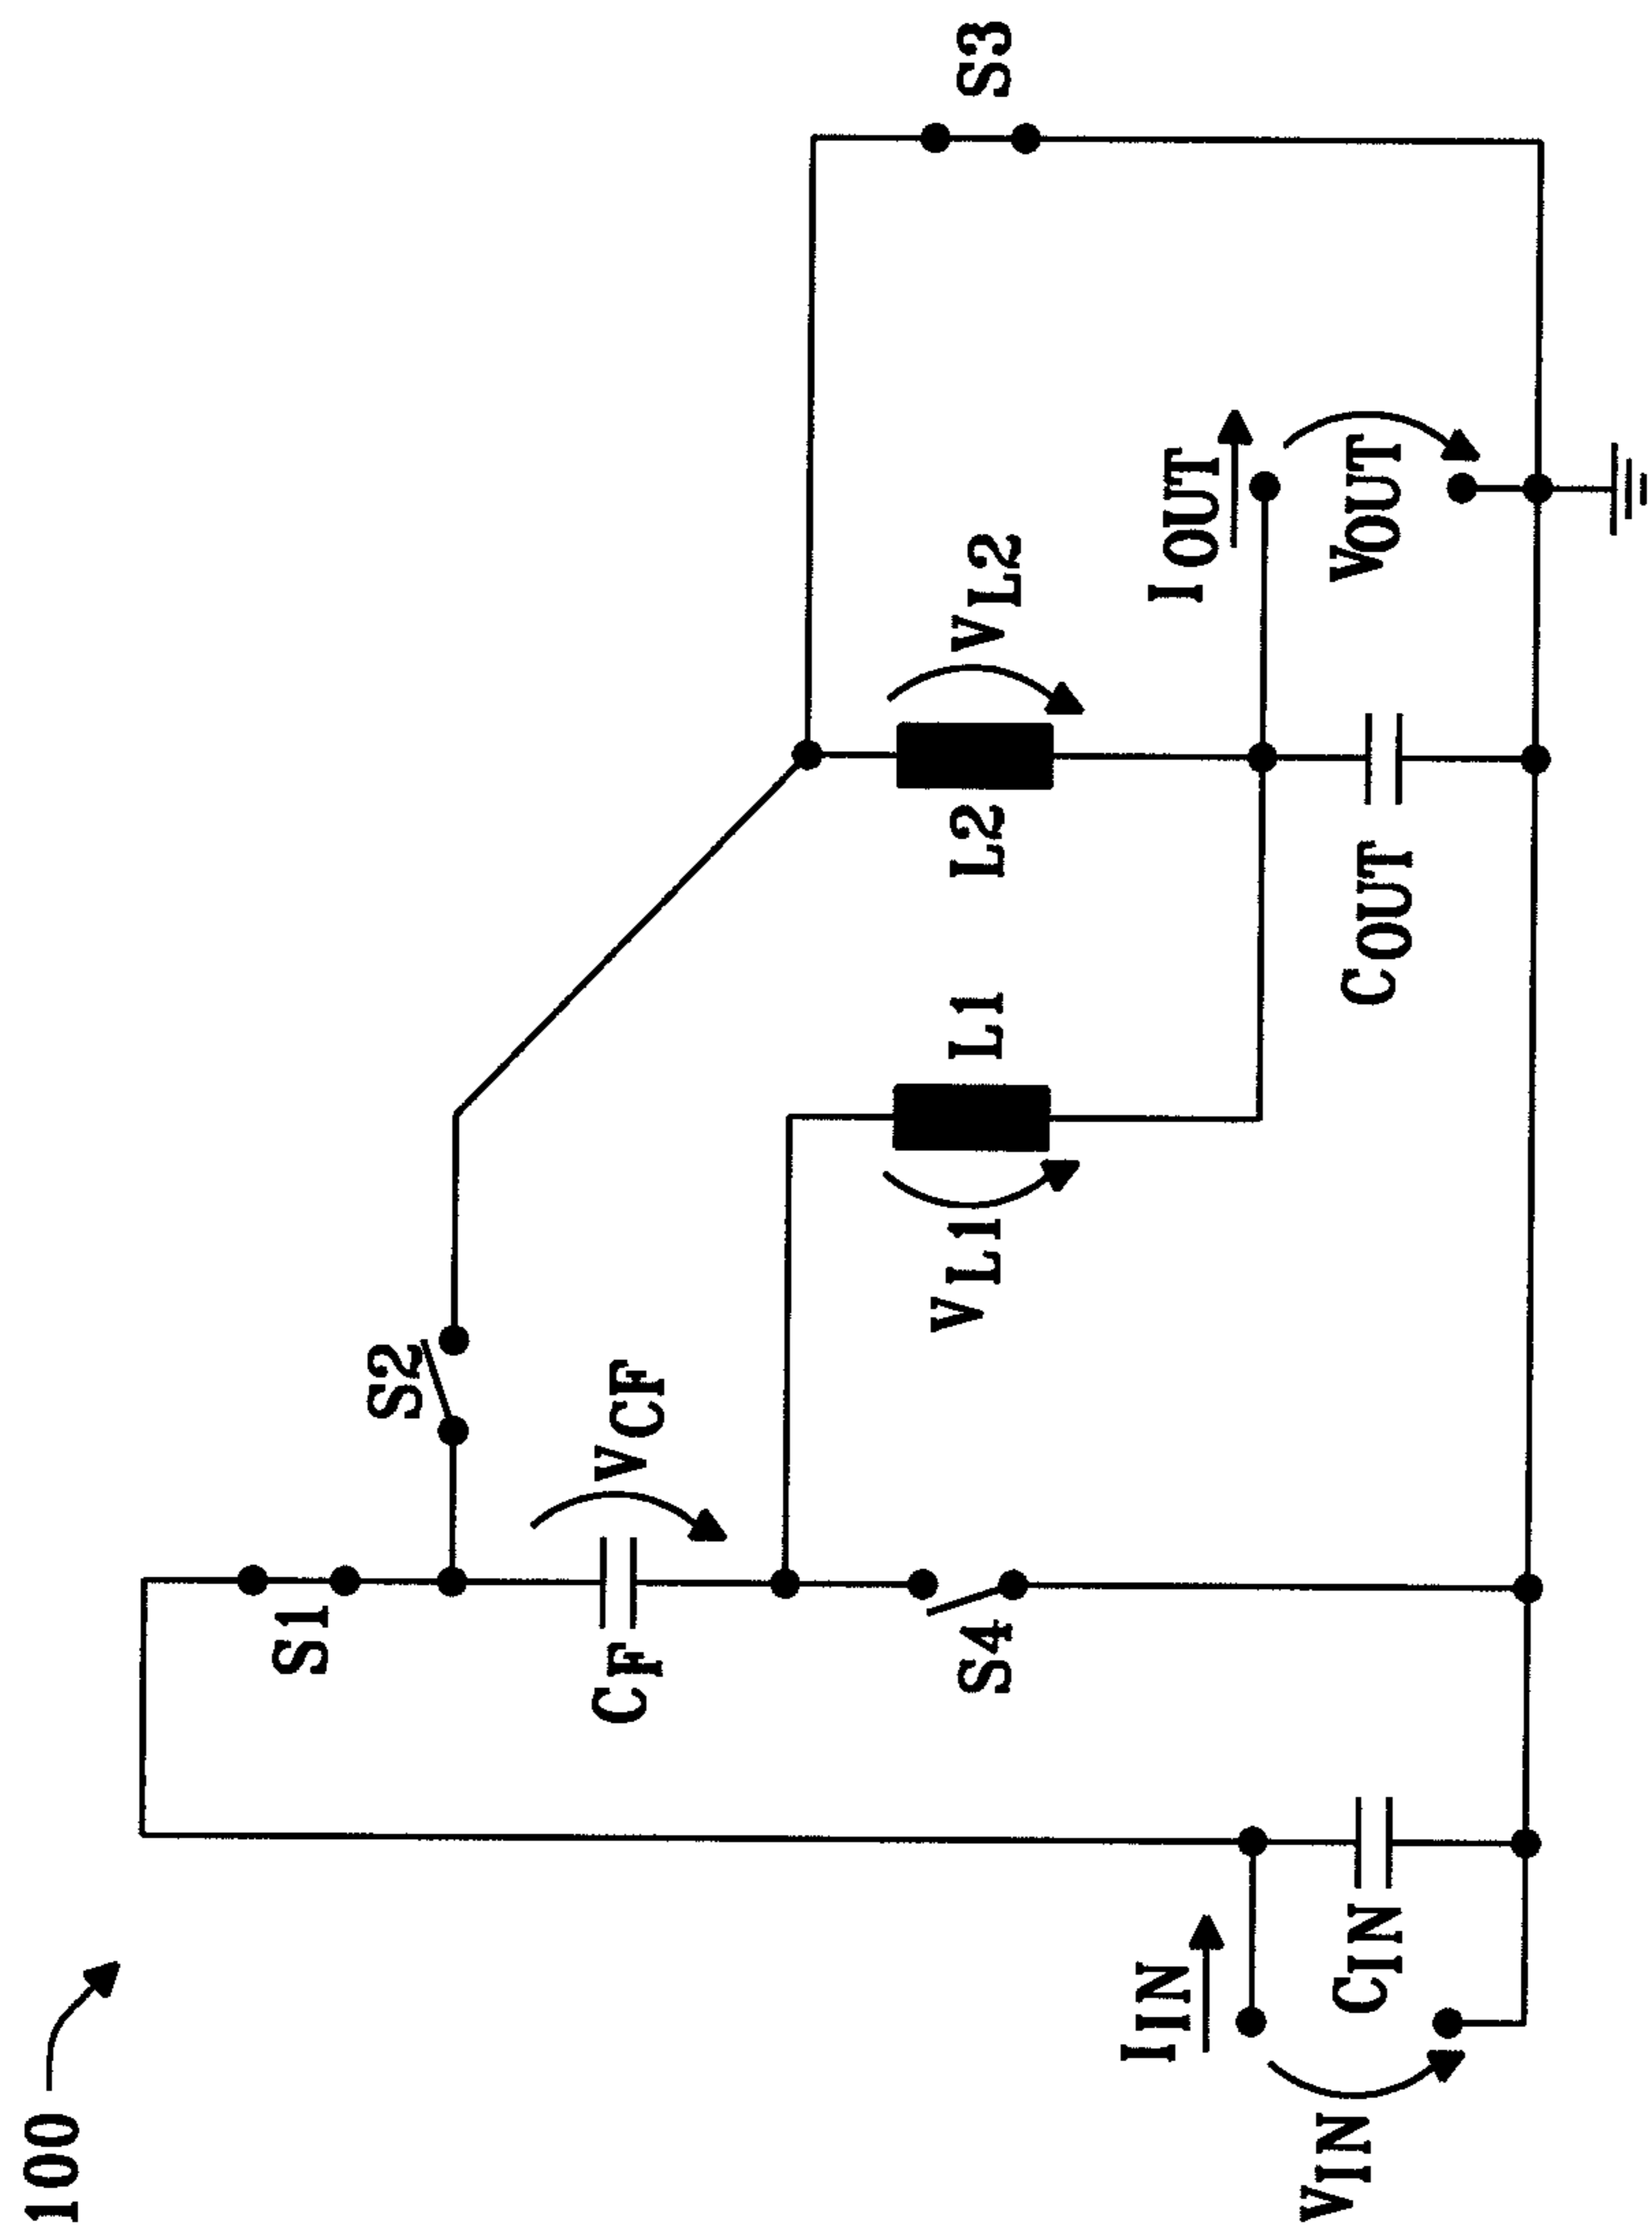 100
S1
S2
CF
VCF
S4
VL1
L1
L2
VL2
S3
IIN
VIN
CIN
COUT
IOUT
VOUT